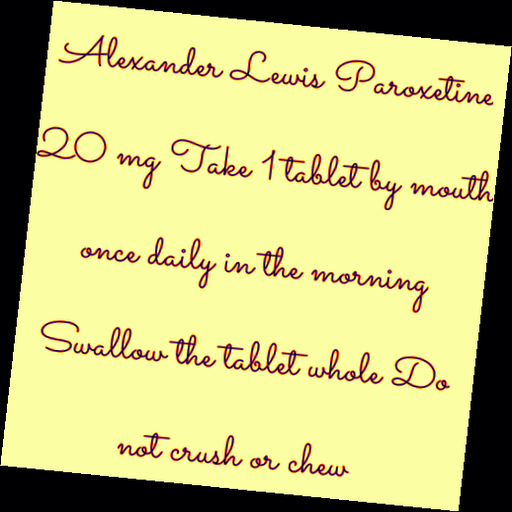 Alexander Lewis Paroxetine
20 mg Take 1 tablet by mouth
once daily in the morning
Swallow the tablet whole Do
not crush or chew